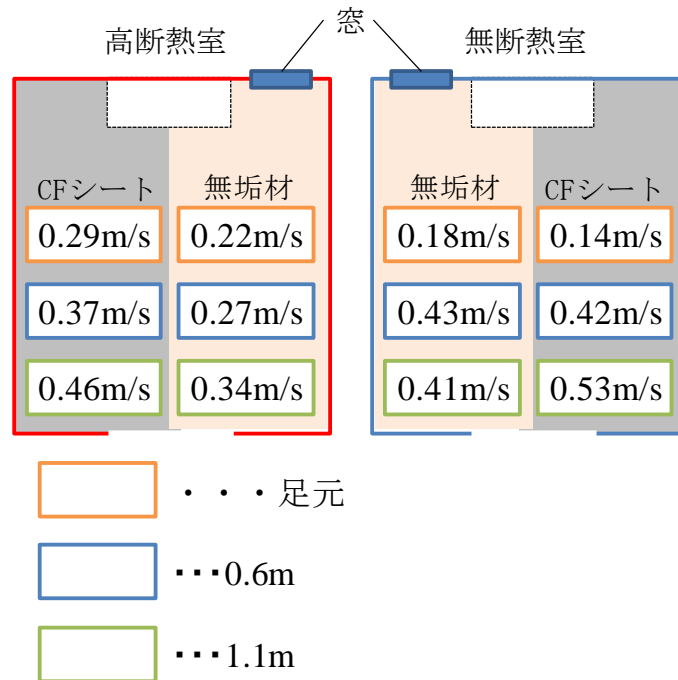 窓
高断熱室
無断熱室
CFシート 無垢材 無垢材 CFシート
0.29m/s 0.22m/s 0.18m/s 0.14m/s
0.37m/s 0.27m/s 0.43m/s 0.42m/s
0.46m/s 0.34m/s 0.41m/s 0.53m/s
・・・足元
･･･0.6m
･･･1.1m